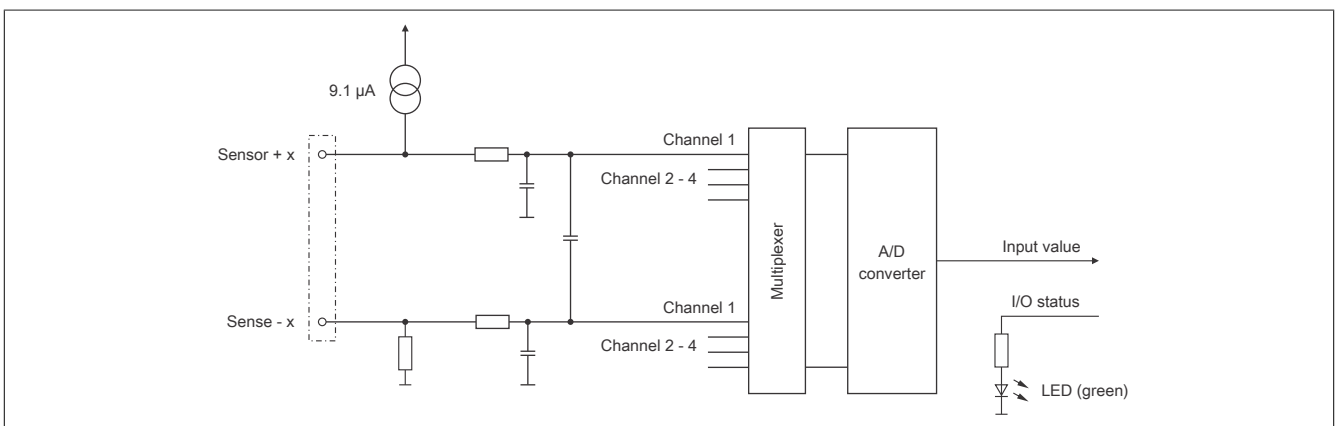 9.1 µA
Sensor + x
Channel 1
Channel 2 - 4
Multiplexer
A/D
converter
Input value
I/O status
Sense - x
Channel 1
Channel 2 - 4
LED (green)